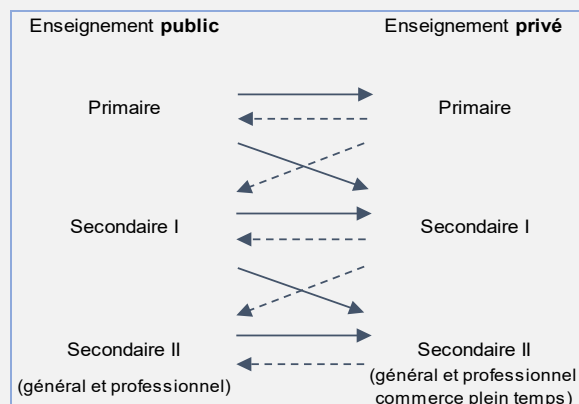 Enseignement public
Enseignement privé
Primaire
Primaire
Secondaire I
Secondaire I
Secondaire II
(général et professionnel)
Secondaire II
(général et professionnel
commerce plein temps)